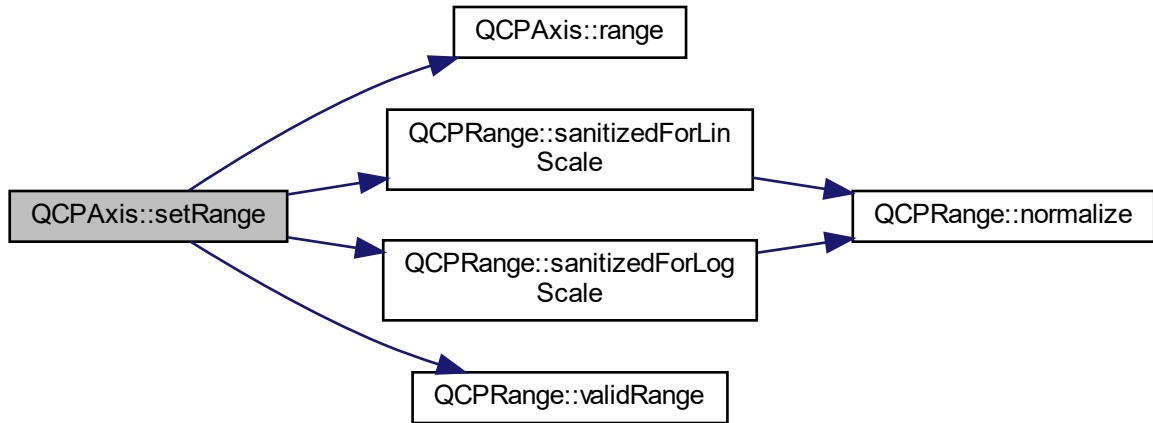 QCPAxis::range
QCPRange::sanitizedForLin
Scale
QCPAxis::setRange
QCPRange::normalize
QCPRange::sanitizedForLog
Scale
QCPRange::validRange